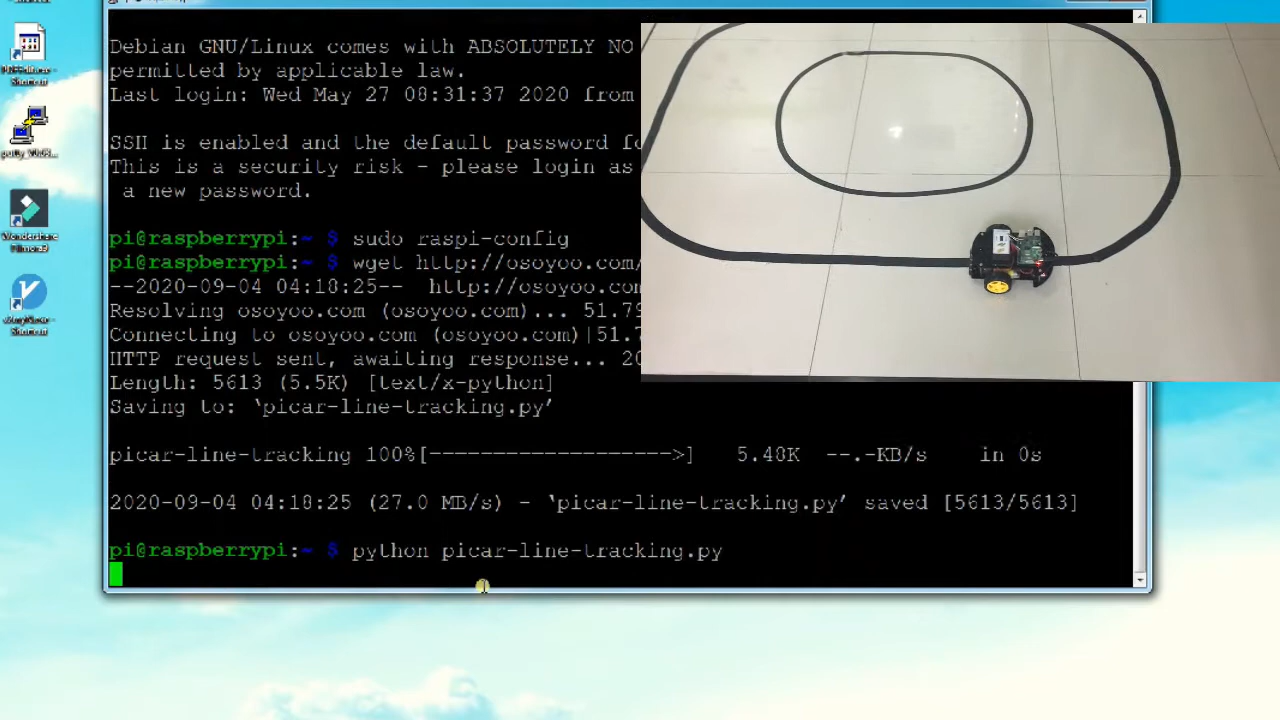 Debian GNU/Linux comes with ABSOLUTELY NO
permitted by applicable law.
Last login: Wed May 27 08:31:37 2020 from
SSH is enabled and the default password fo
This is a security risk - please login as
a new password.
pi@raspberrypi:~ $ sudo raspi-config
pi@raspberrypi:~ $ wget http://osoyoo.com/
--2020-09-04 04:18:25-- http://osoyoo.com
Resolving osoyoo.com (osoyoo.com)... 51.79
Connecting to osoyoo.com (osoyoo.com)|51.7
HTTP request sent, awaiting response... 20
Length: 5613 (5.5K) [text/x-python]
Saving to: ‘picar-line-tracking.py’
picar-line-tracking 100%[------------------->] 5.48K --.-KB/s in 0s
2020-09-04 04:18:25 (27.0 MB/s) - ‘picar-line-tracking.py’ saved [5613/5613]
pi@raspberrypi:~ $ python picar-line-tracking.py
Shortcut
Wondershare
Filmora9
Shortcut